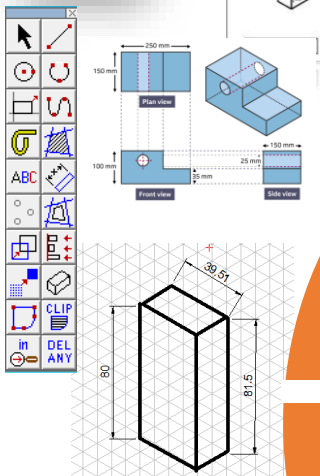 250 mm
150 mm
Plan view
150 mm
25 mm
100 mm
35 mm
Front view
Side view
ABC
CLIP
in
DEL
ANY
39.51
80
81.5